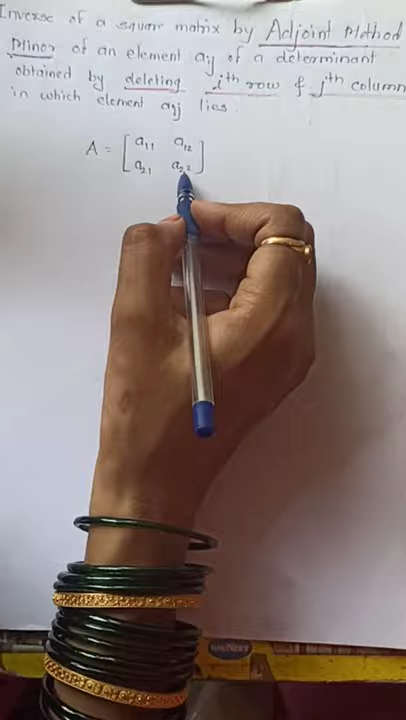 Inverse of a square matrix by Adjoint Method
Minor of an element aij of a determinant
obtained by deleting ith row & jth column
in which element aij lies.
A = [ a11 a12
a21 a22 ]
navneet